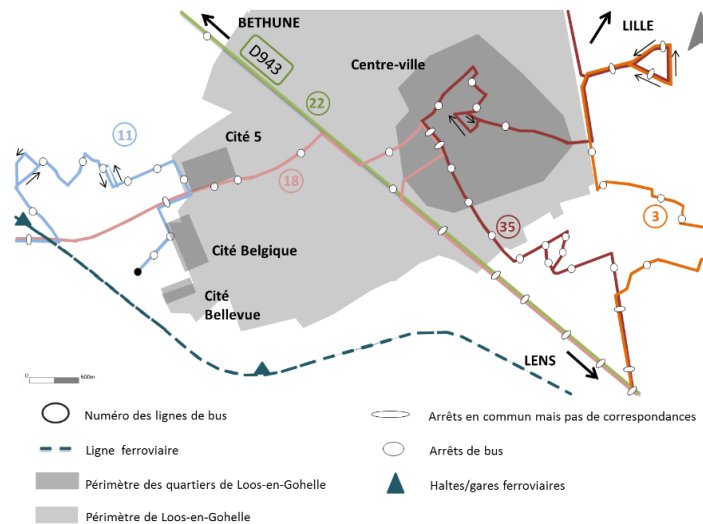 BETHUNE
LILLE
D943
Centre-ville
22
11
Cité 5
18
3
35
Cité Belgique
Cité
Bellevue
LENS
0 500m
Numéro des lignes de bus
Arrêts en commun mais pas de correspondances
Ligne ferroviaire
Arrêts de bus
Périmètre des quartiers de Loos-en-Gohelle
Haltes/gares ferroviaires
Périmètre de Loos-en-Gohelle